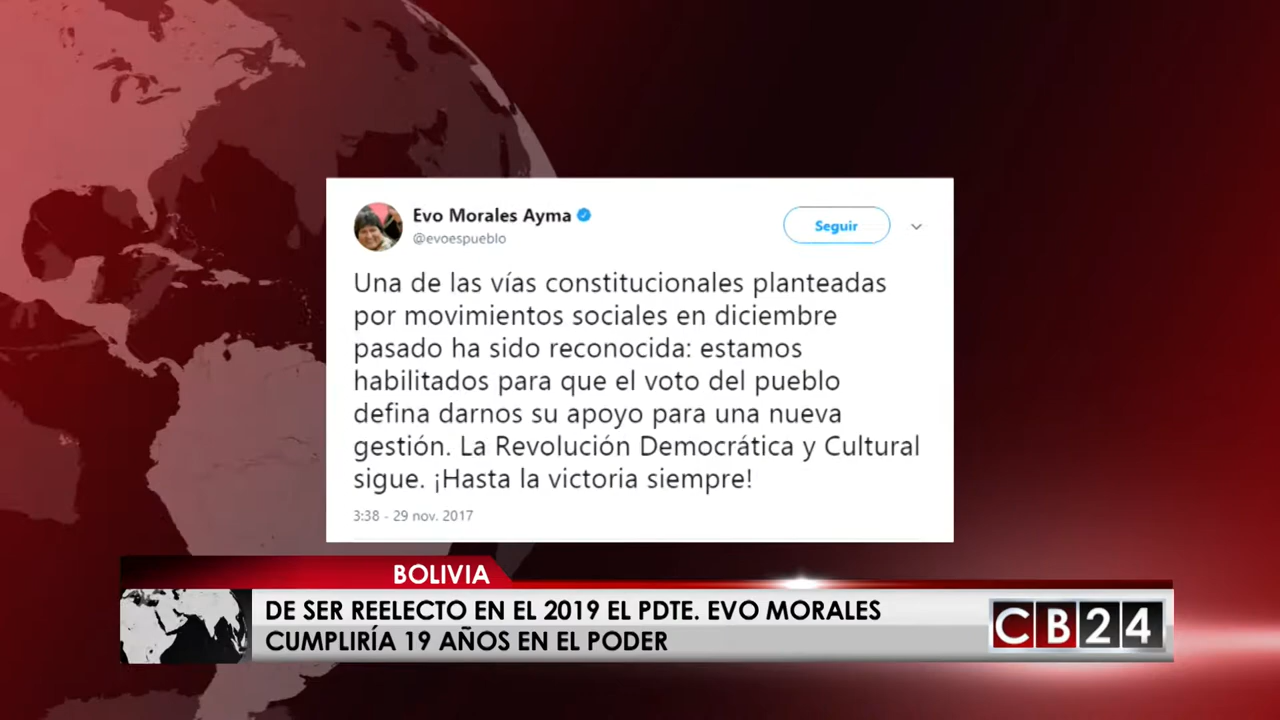 Evo Morales Ayma
@evoespueblo
Seguir
Una de las vías constitucionales planteadas
por movimientos sociales en diciembre
pasado ha sido reconocida: estamos
habilitados para que el voto del pueblo
defina darnos su apoyo para una nueva
gestión. La Revolución Democrática y Cultural
sigue. ¡Hasta la victoria siempre!
3:38 - 29 nov. 2017
BOLIVIA
DE SER REELECTO EN EL 2019 EL PDTE. EVO MORALES
CUMPLIRÍA 19 AÑOS EN EL PODER
CB24